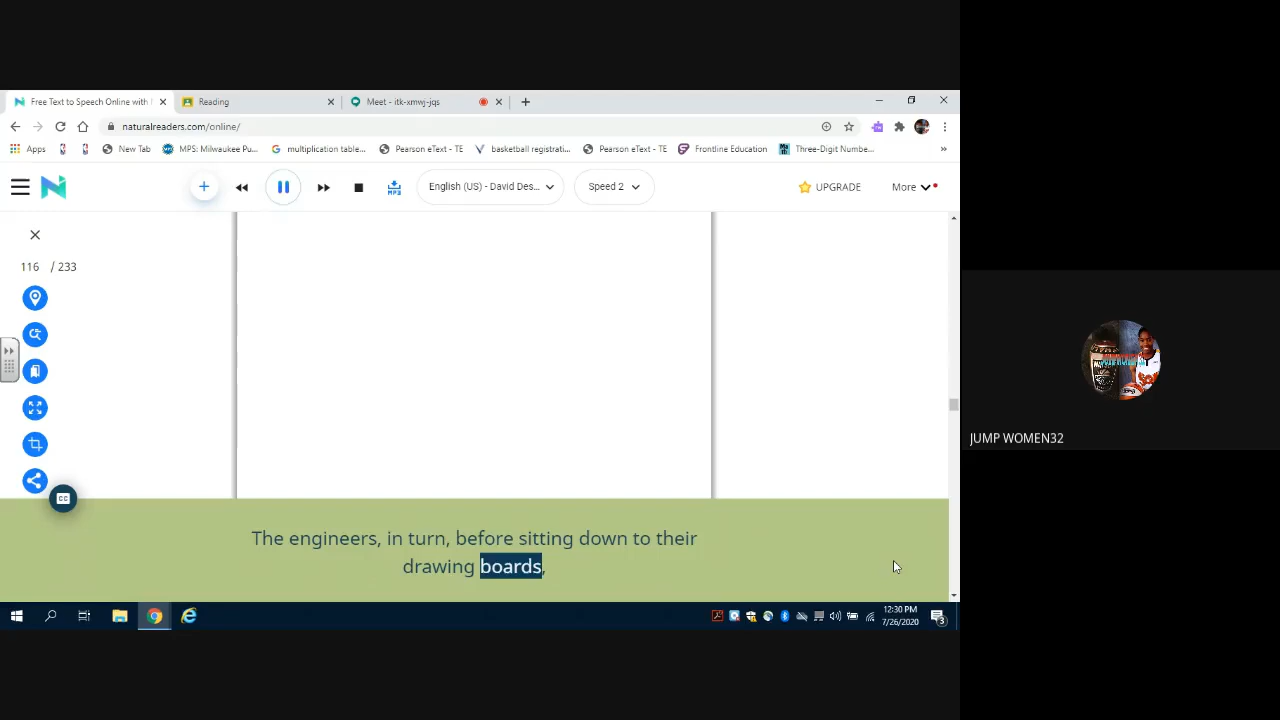 Free Text to Speech Online with
Reading
Meet - itk-xmwj-jqs
naturalreaders.com/online/
Apps
New Tab
MPS: Milwaukee Pu...
multiplication table...
Pearson eText - TE
basketball registrati...
Pearson eText - TE
Frontline Education
Three-Digit Numbe...
»
MP3
English (US) - David Des...
Speed 2
UPGRADE
More
116 / 233
CC
JUMP WOMEN32
The engineers, in turn, before sitting down to their
drawing boards,
12:30 PM
7/26/2020
3